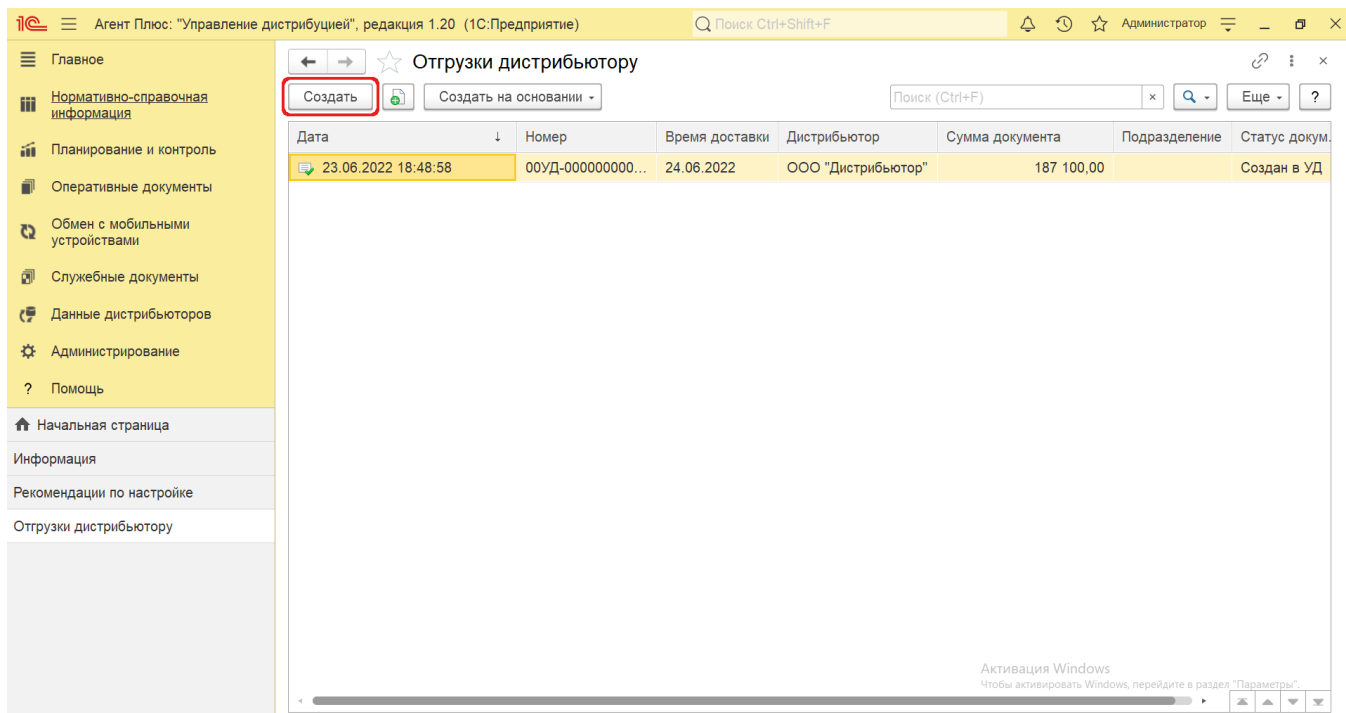 1C Агент Плюс: "Управление дистрибуцией", редакция 1.20 (1С:Предприятие) Поиск Ctrl+Shift+F Администратор
Главное
Нормативно-справочная
информация
Планирование и контроль
Оперативные документы
Обмен с мобильными
устройствами
Служебные документы
Данные дистрибьюторов
Администрирование
? Помощь
Начальная страница
Информация
Рекомендации по настройке
Отгрузки дистрибьютору
Отгрузки дистрибьютору
Создать Создать на основании Поиск (Ctrl+F) × Еще ?
Дата ↓ Номер Время доставки Дистрибьютор Сумма документа Подразделение Статус докум.
23.06.2022 18:48:58 00УД-000000000... 24.06.2022 ООО "Дистрибьютор" 187 100,00 Создан в УД
Активация Windows
Чтобы активировать Windows, перейдите в раздел "Параметры".